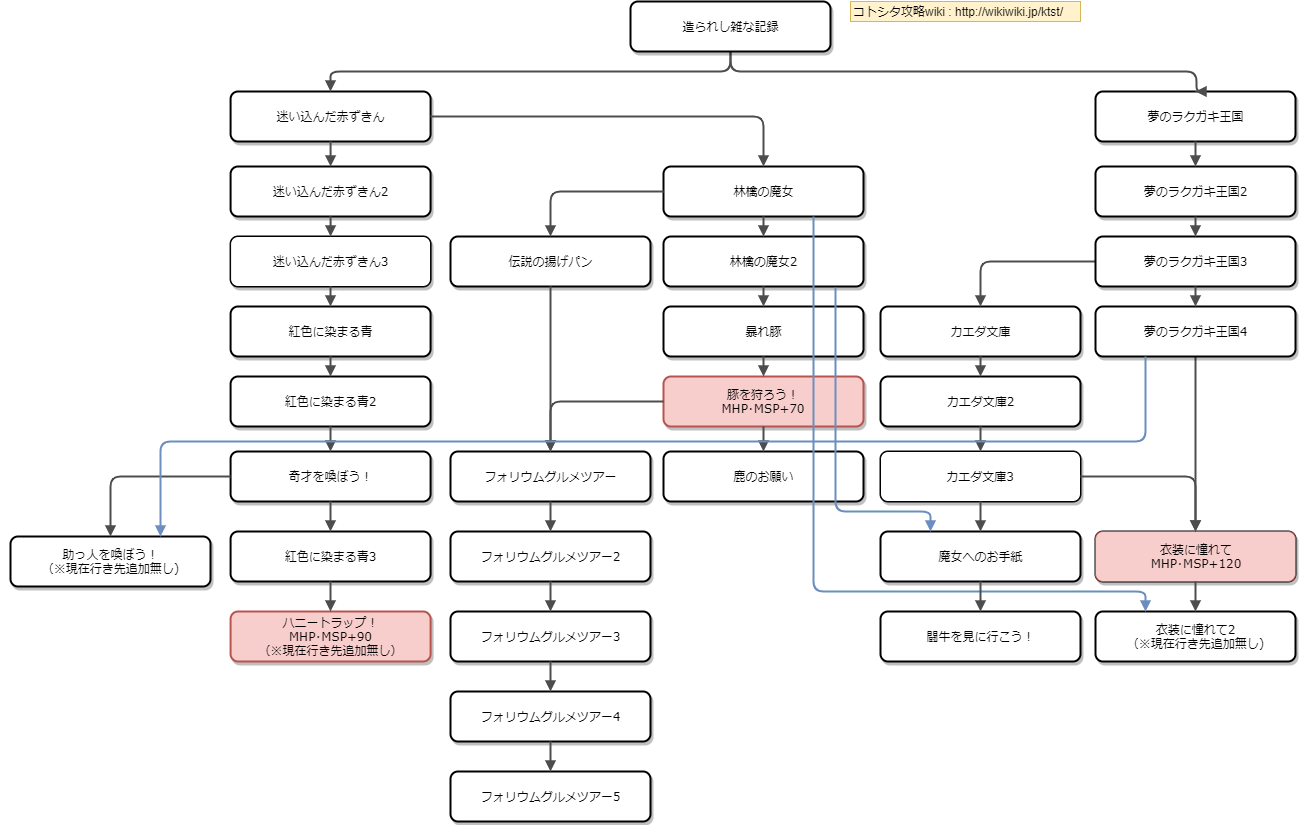 造られし雑な記録
コトシタ攻略wiki : http://wikiwiki.jp/ktst/
迷い込んだ赤ずきん
夢のラクガキ王国
迷い込んだ赤ずきん2
林檎の魔女
夢のラクガキ王国2
迷い込んだ赤ずきん3
伝説の揚げパン
林檎の魔女2
夢のラクガキ王国3
紅色に染まる青
暴れ豚
カエダ文庫
夢のラクガキ王国4
紅色に染まる青2
豚を狩ろう！
MHP･MSP+70
カエダ文庫2
奇才を喚ぼう！
フォリウムグルメツアー
鹿のお願い
カエダ文庫3
助っ人を喚ぼう！
（※現在行き先追加無し）
紅色に染まる青3
フォリウムグルメツアー2
魔女へのお手紙
衣装に憧れて
MHP･MSP+120
ハニートラップ！
MHP･MSP+90
（※現在行き先追加無し）
フォリウムグルメツアー3
闘牛を見に行こう！
衣装に憧れて2
（※現在行き先追加無し）
フォリウムグルメツアー4
フォリウムグルメツアー5